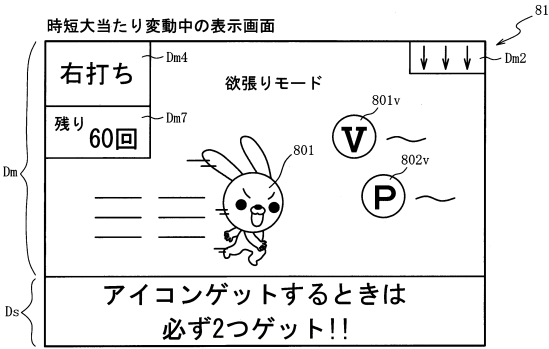 時短大当たり変動中の表示画面
81
右打ち
Dm4
欲張りモード
Dm2
残り
60回
Dm7
801v
V
802v
P
801
Dm
アイコンゲットするときは
必ず2つゲット!!
Ds